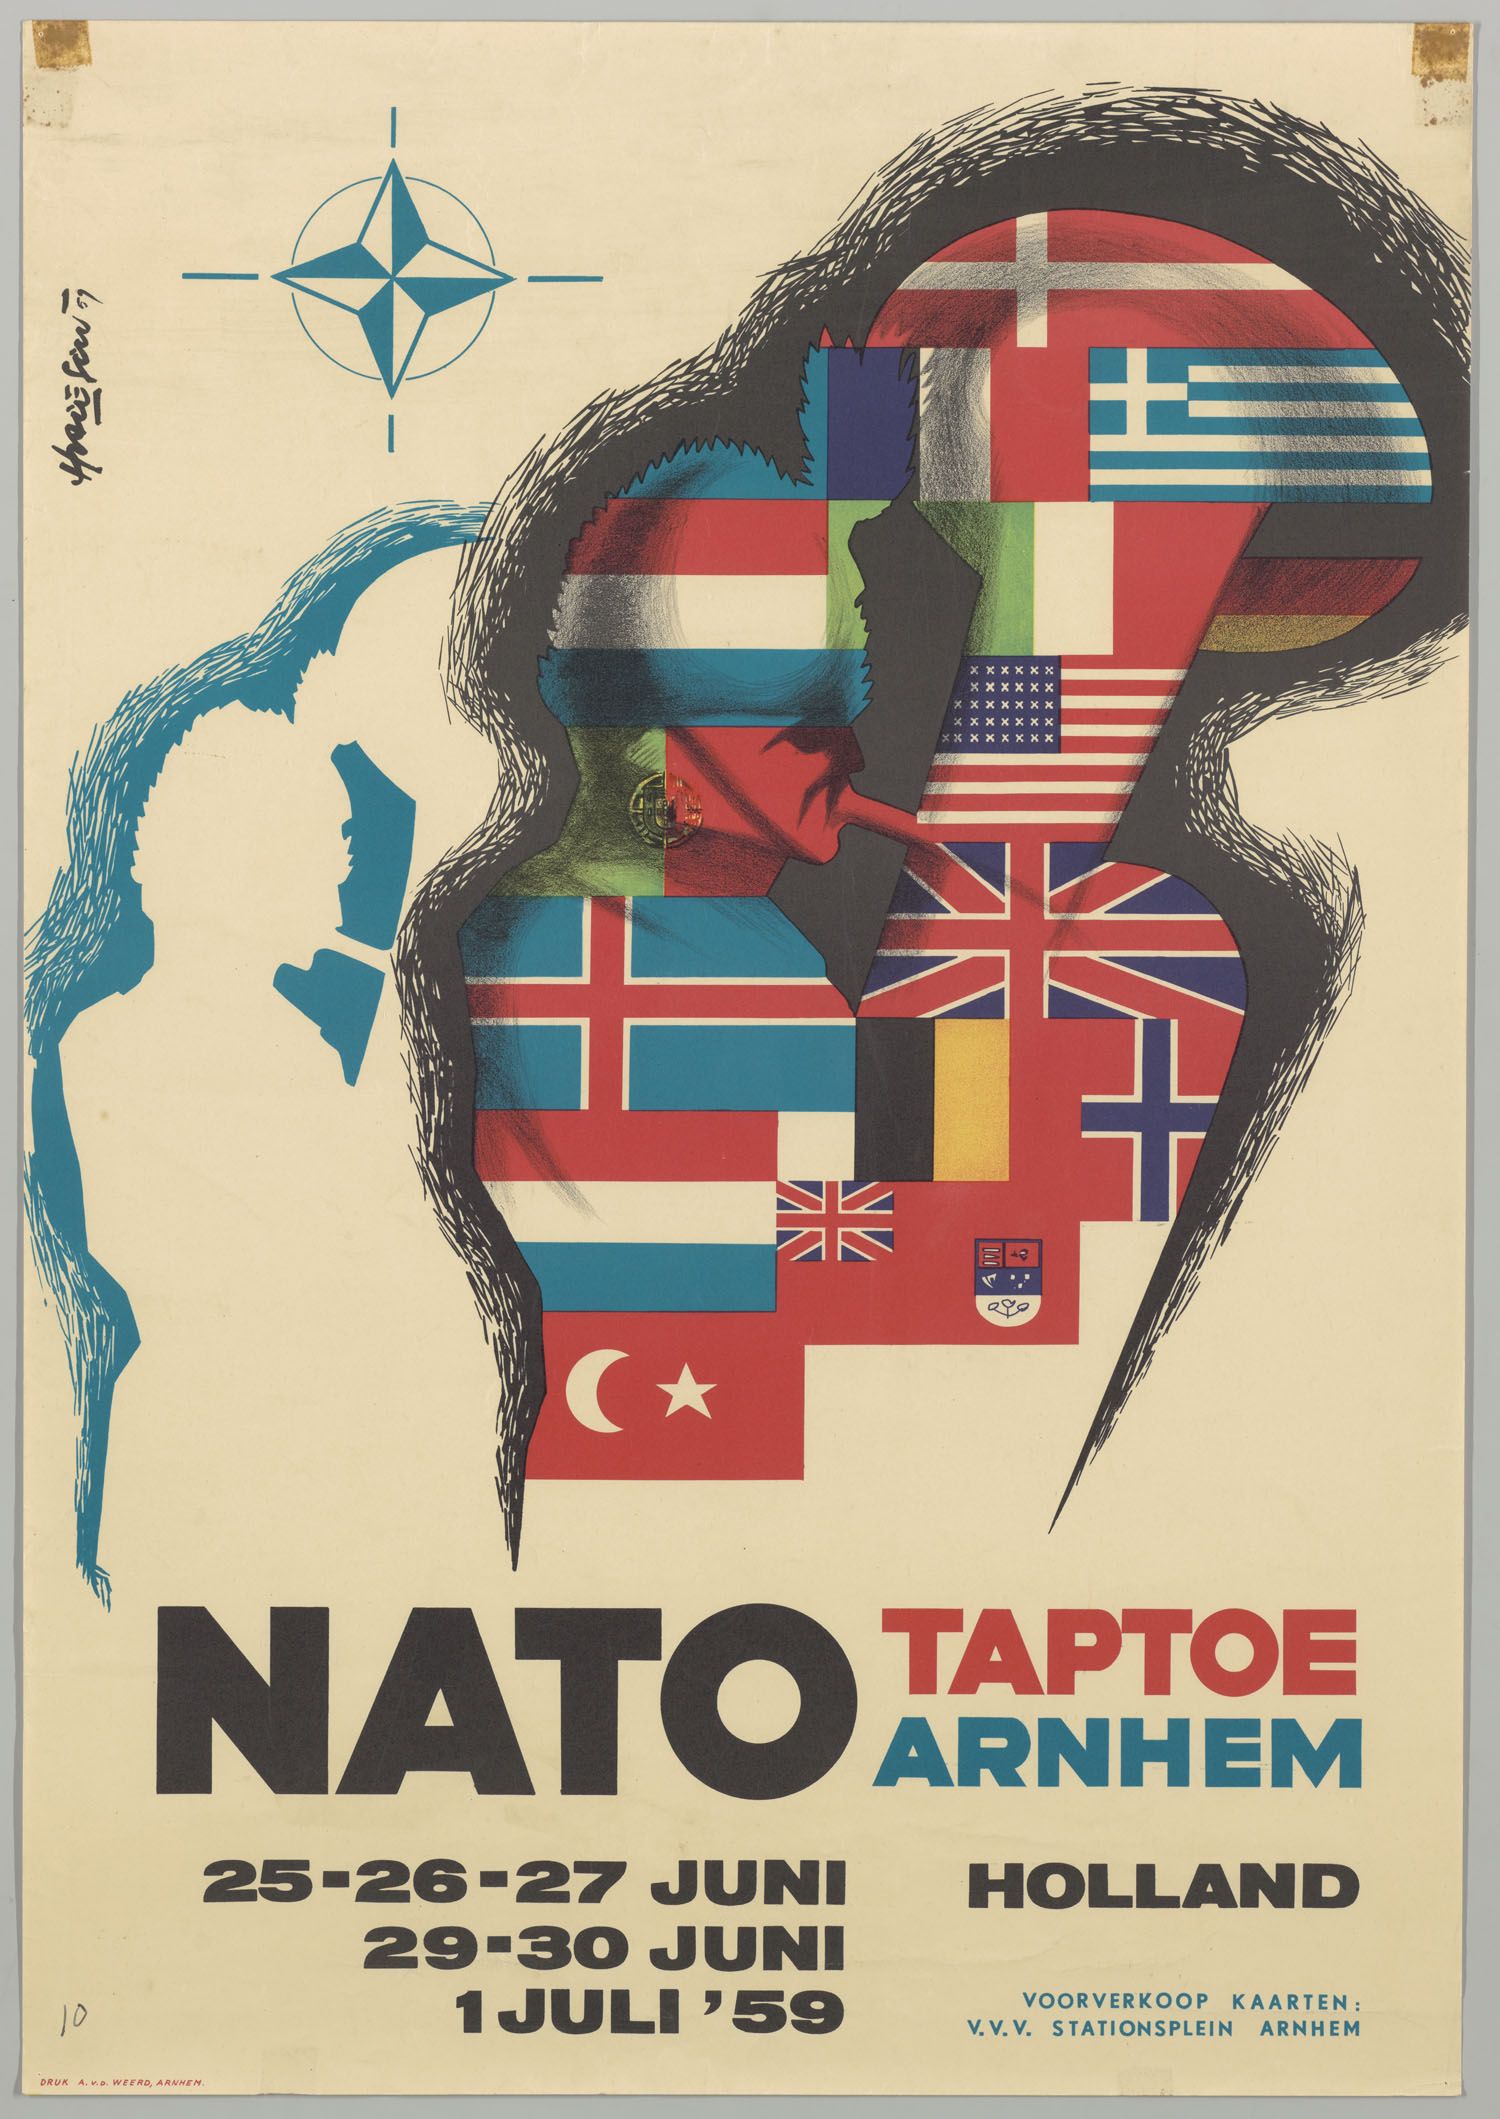 NATO TAPTOE
ARNHEM
25-26-27 JUNI
29-30 JUNI
1 JULI '59
HOLLAND
VOORVERKOOP KAARTEN:
V.V.V. STATIONSPLEIN ARNHEM
10
DRUK A. v. D. WEERD, ARNHEM.